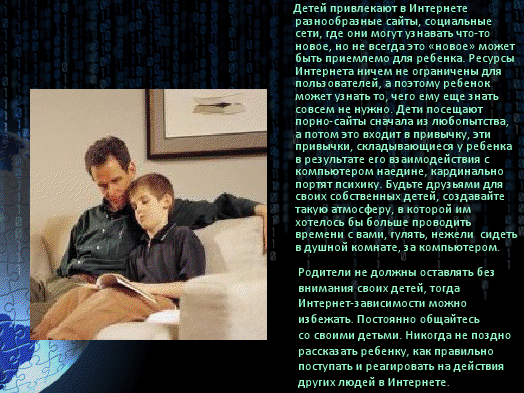 Детей привлекают в Интернете
разнообразные сайты, социальные
сети, где они могут узнавать что-то
новое, но не всегда это «новое» может
быть приемлемо для ребенка. Ресурсы
Интернета ничем не ограничены для
пользователей, а поэтому ребенок
может узнать то, чего ему еще знать
совсем не нужно. Дети посещают
порно-сайты сначала из любопытства,
а потом это входит в привычку, эти
привычки, складывающиеся у ребенка
в результате его взаимодействия с
компьютером наедине, кардинально
портят психику. Будьте друзьями для
своих собственных детей, создавайте
такую атмосферу, в которой им
хотелось бы больше проводить
времени с вами, гулять, нежели сидеть
в душной комнате, за компьютером.
Родители не должны оставлять без
внимания своих детей, тогда
Интернет-зависимости можно
избежать. Постоянно общайтесь
со своими детьми. Никогда не поздно
рассказать ребенку, как правильно
поступать и реагировать на действия
других людей в Интернете.